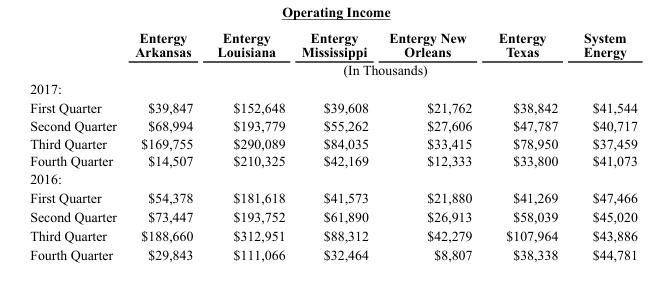 Operating Income
Entergy Arkansas Entergy Louisiana Entergy Mississippi Entergy New Orleans Entergy Texas System Energy
(In Thousands)
2017:
First Quarter $39,847 $152,648 $39,608 $21,762 $38,842 $41,544
Second Quarter $68,994 $193,779 $55,262 $27,606 $47,787 $40,717
Third Quarter $169,755 $290,089 $84,035 $33,415 $78,950 $37,459
Fourth Quarter $14,507 $210,325 $42,169 $12,333 $33,800 $41,073
2016:
First Quarter $54,378 $181,618 $41,573 $21,880 $41,269 $47,466
Second Quarter $73,447 $193,752 $61,890 $26,913 $58,039 $45,020
Third Quarter $188,660 $312,951 $88,312 $42,279 $107,964 $43,886
Fourth Quarter $29,843 $111,066 $32,464 $8,807 $38,338 $44,781